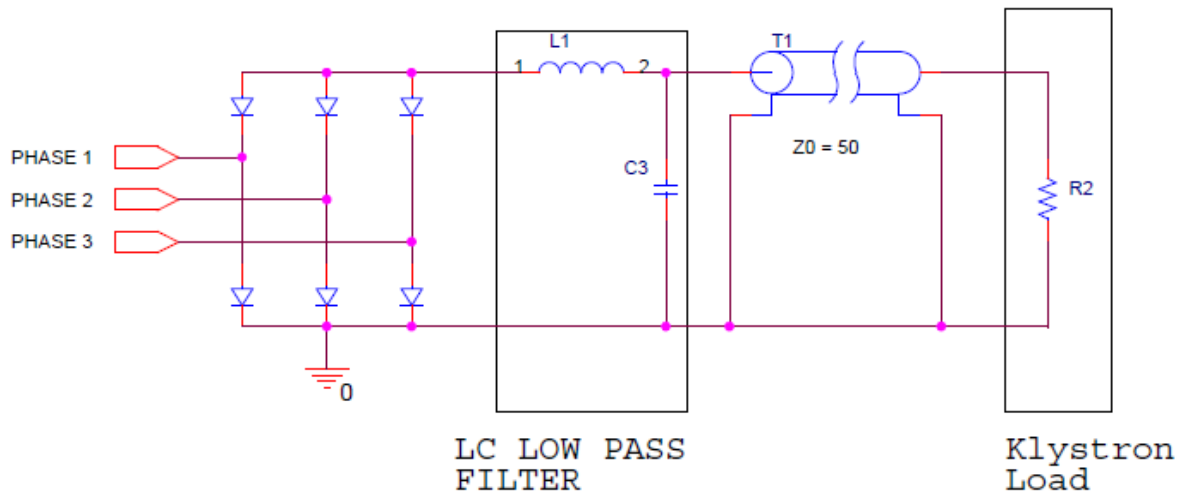 L1
T1
1
2
PHASE 1
Z0 = 50
C3
R2
PHASE 2
PHASE 3
0
LC LOW PASS
FILTER
Klystron
Load